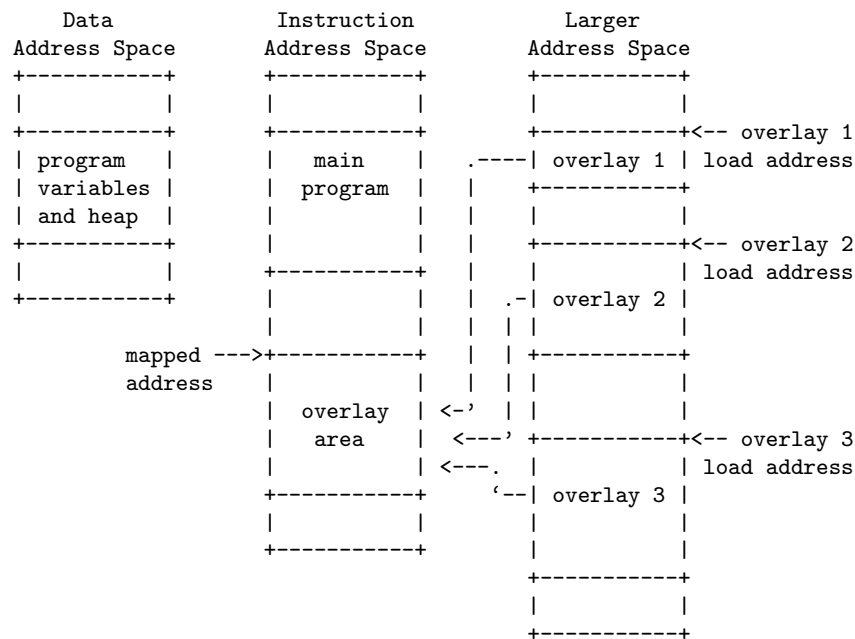 Data Instruction Larger
Address Space Address Space Address Space
+-----------+ +-----------+ +-----------+
| | | | | |
+-----------+ +-----------+ +-----------+<-- overlay 1
| program | | main | .----| overlay 1 | load address
| variables | | program | | +-----------+
| and heap | | | | | |
+-----------+ | | | +-----------+<-- overlay 2
| | +-----------+ | | | load address
+-----------+ | | | .-| overlay 2 |
| | | | | |
mapped --->+-----------+ | | +-----------+
address | | | | | |
| overlay | <-’ | | |
| area | <---’ +-----------+<-- overlay 3
| | <---. | | load address
+-----------+ ‘--| overlay 3 |
| | | |
+-----------+ | |
+-----------+
| |
+-----------+